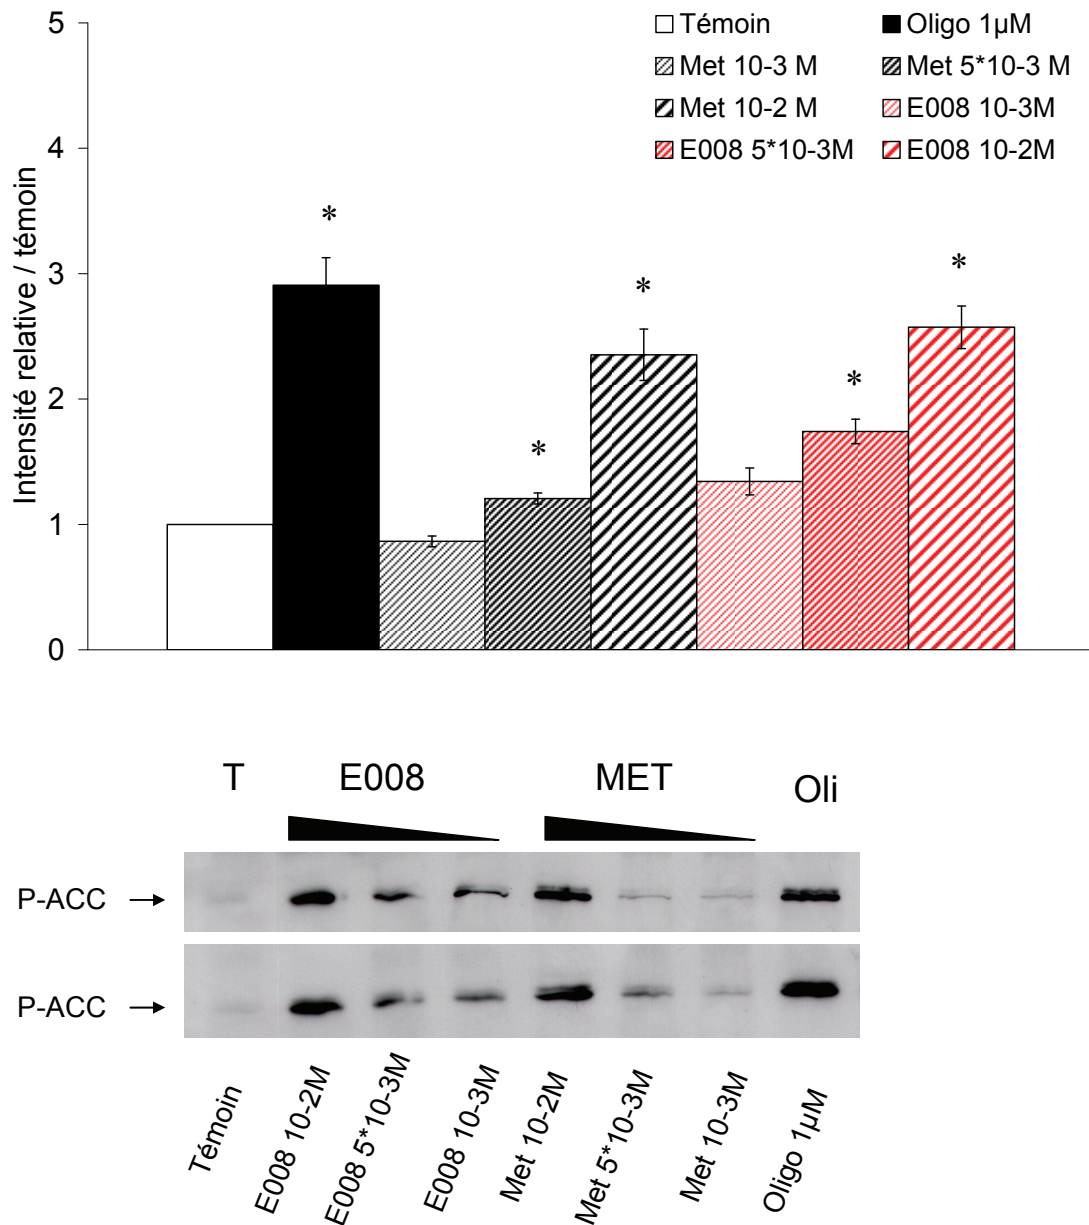 5
4
3
2
1
0
Intensité relative / témoin
Témoin
Oligo 1µM
Met 10-3 M
Met 5*10-3 M
Met 10-2 M
E008 10-3M
E008 5*10-3M
E008 10-2M
*
*
*
*
*
T
E008
MET
Oli
P-ACC →
P-ACC →
Témoin
E008 10-2M
E008 5*10-3M
E008 10-3M
Met 10-2M
Met 5*10-3M
Met 10-3M
Oligo 1µM